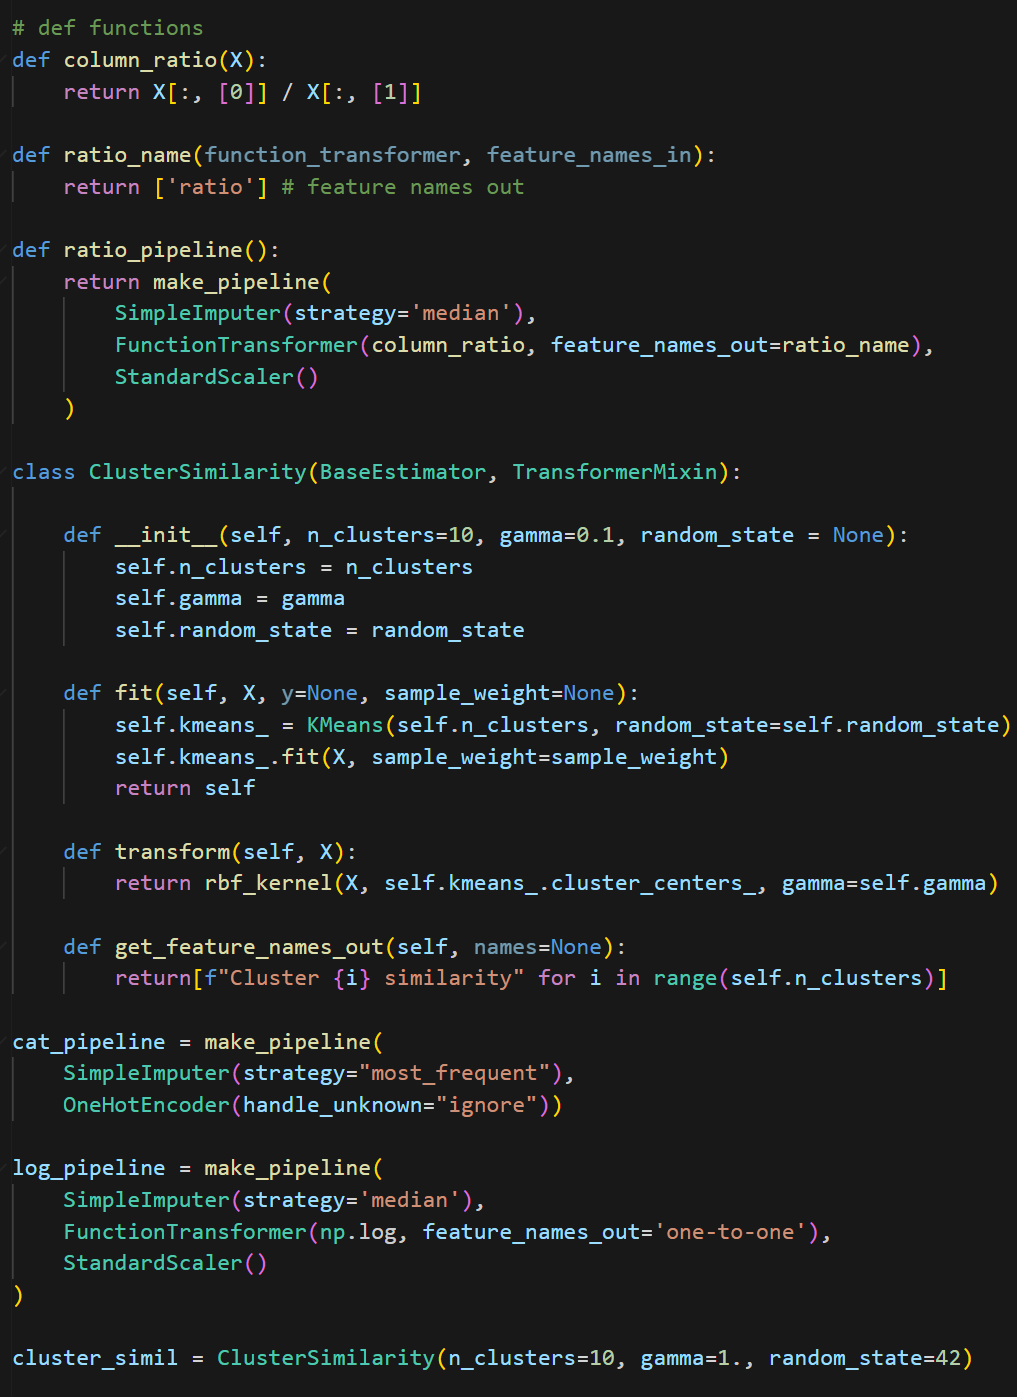 # def functions
def column_ratio(X):
    return X[:, [0]] / X[:, [1]]

def ratio_name(function_transformer, feature_names_in):
    return ['ratio'] # feature names out

def ratio_pipeline():
    return make_pipeline(
        SimpleImputer(strategy='median'),
        FunctionTransformer(column_ratio, feature_names_out=ratio_name),
        StandardScaler()
    )

class ClusterSimilarity(BaseEstimator, TransformerMixin):

    def __init__(self, n_clusters=10, gamma=0.1, random_state = None):
        self.n_clusters = n_clusters
        self.gamma = gamma
        self.random_state = random_state

    def fit(self, X, y=None, sample_weight=None):
        self.kmeans_ = KMeans(self.n_clusters, random_state=self.random_state)
        self.kmeans_.fit(X, sample_weight=sample_weight)
        return self

    def transform(self, X):
        return rbf_kernel(X, self.kmeans_.cluster_centers_, gamma=self.gamma)

    def get_feature_names_out(self, names=None):
        return[f"Cluster {i} similarity" for i in range(self.n_clusters)]

cat_pipeline = make_pipeline(
    SimpleImputer(strategy="most_frequent"),
    OneHotEncoder(handle_unknown="ignore"))

log_pipeline = make_pipeline(
    SimpleImputer(strategy='median'),
    FunctionTransformer(np.log, feature_names_out='one-to-one'),
    StandardScaler()
)

cluster_simil = ClusterSimilarity(n_clusters=10, gamma=1., random_state=42)